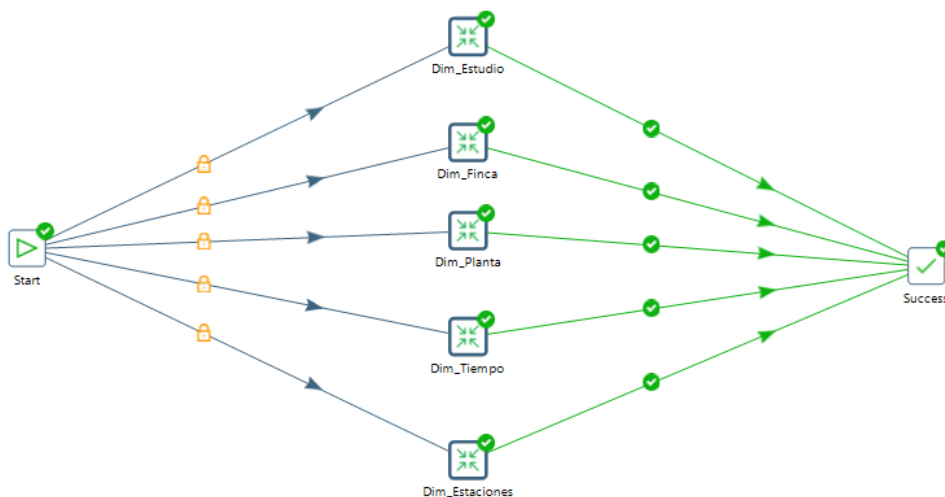 Dim_Estudio
Dim_Finca
Dim_Planta
Start
Success
Dim_Tiempo
Dim_Estaciones